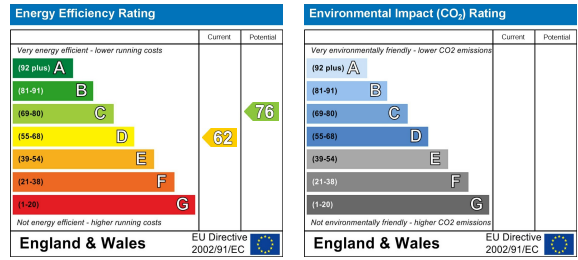 Energy Efficiency Rating
Current Potential
Very energy efficient - lower running costs
(92 plus) A
(81-91) B
(69-80) C
(55-68) D
(39-54) E
(21-38) F
(1-20) G
62
76
Not energy efficient - higher running costs
England & Wales
EU Directive
2002/91/EC
Environmental Impact (CO₂) Rating
Current Potential
Very environmentally friendly - lower CO2 emissions
(92 plus) A
(81-91) B
(69-80) C
(55-68) D
(39-54) E
(21-38) F
(1-20) G
Not environmentally friendly - higher CO2 emissions
England & Wales
EU Directive
2002/91/EC